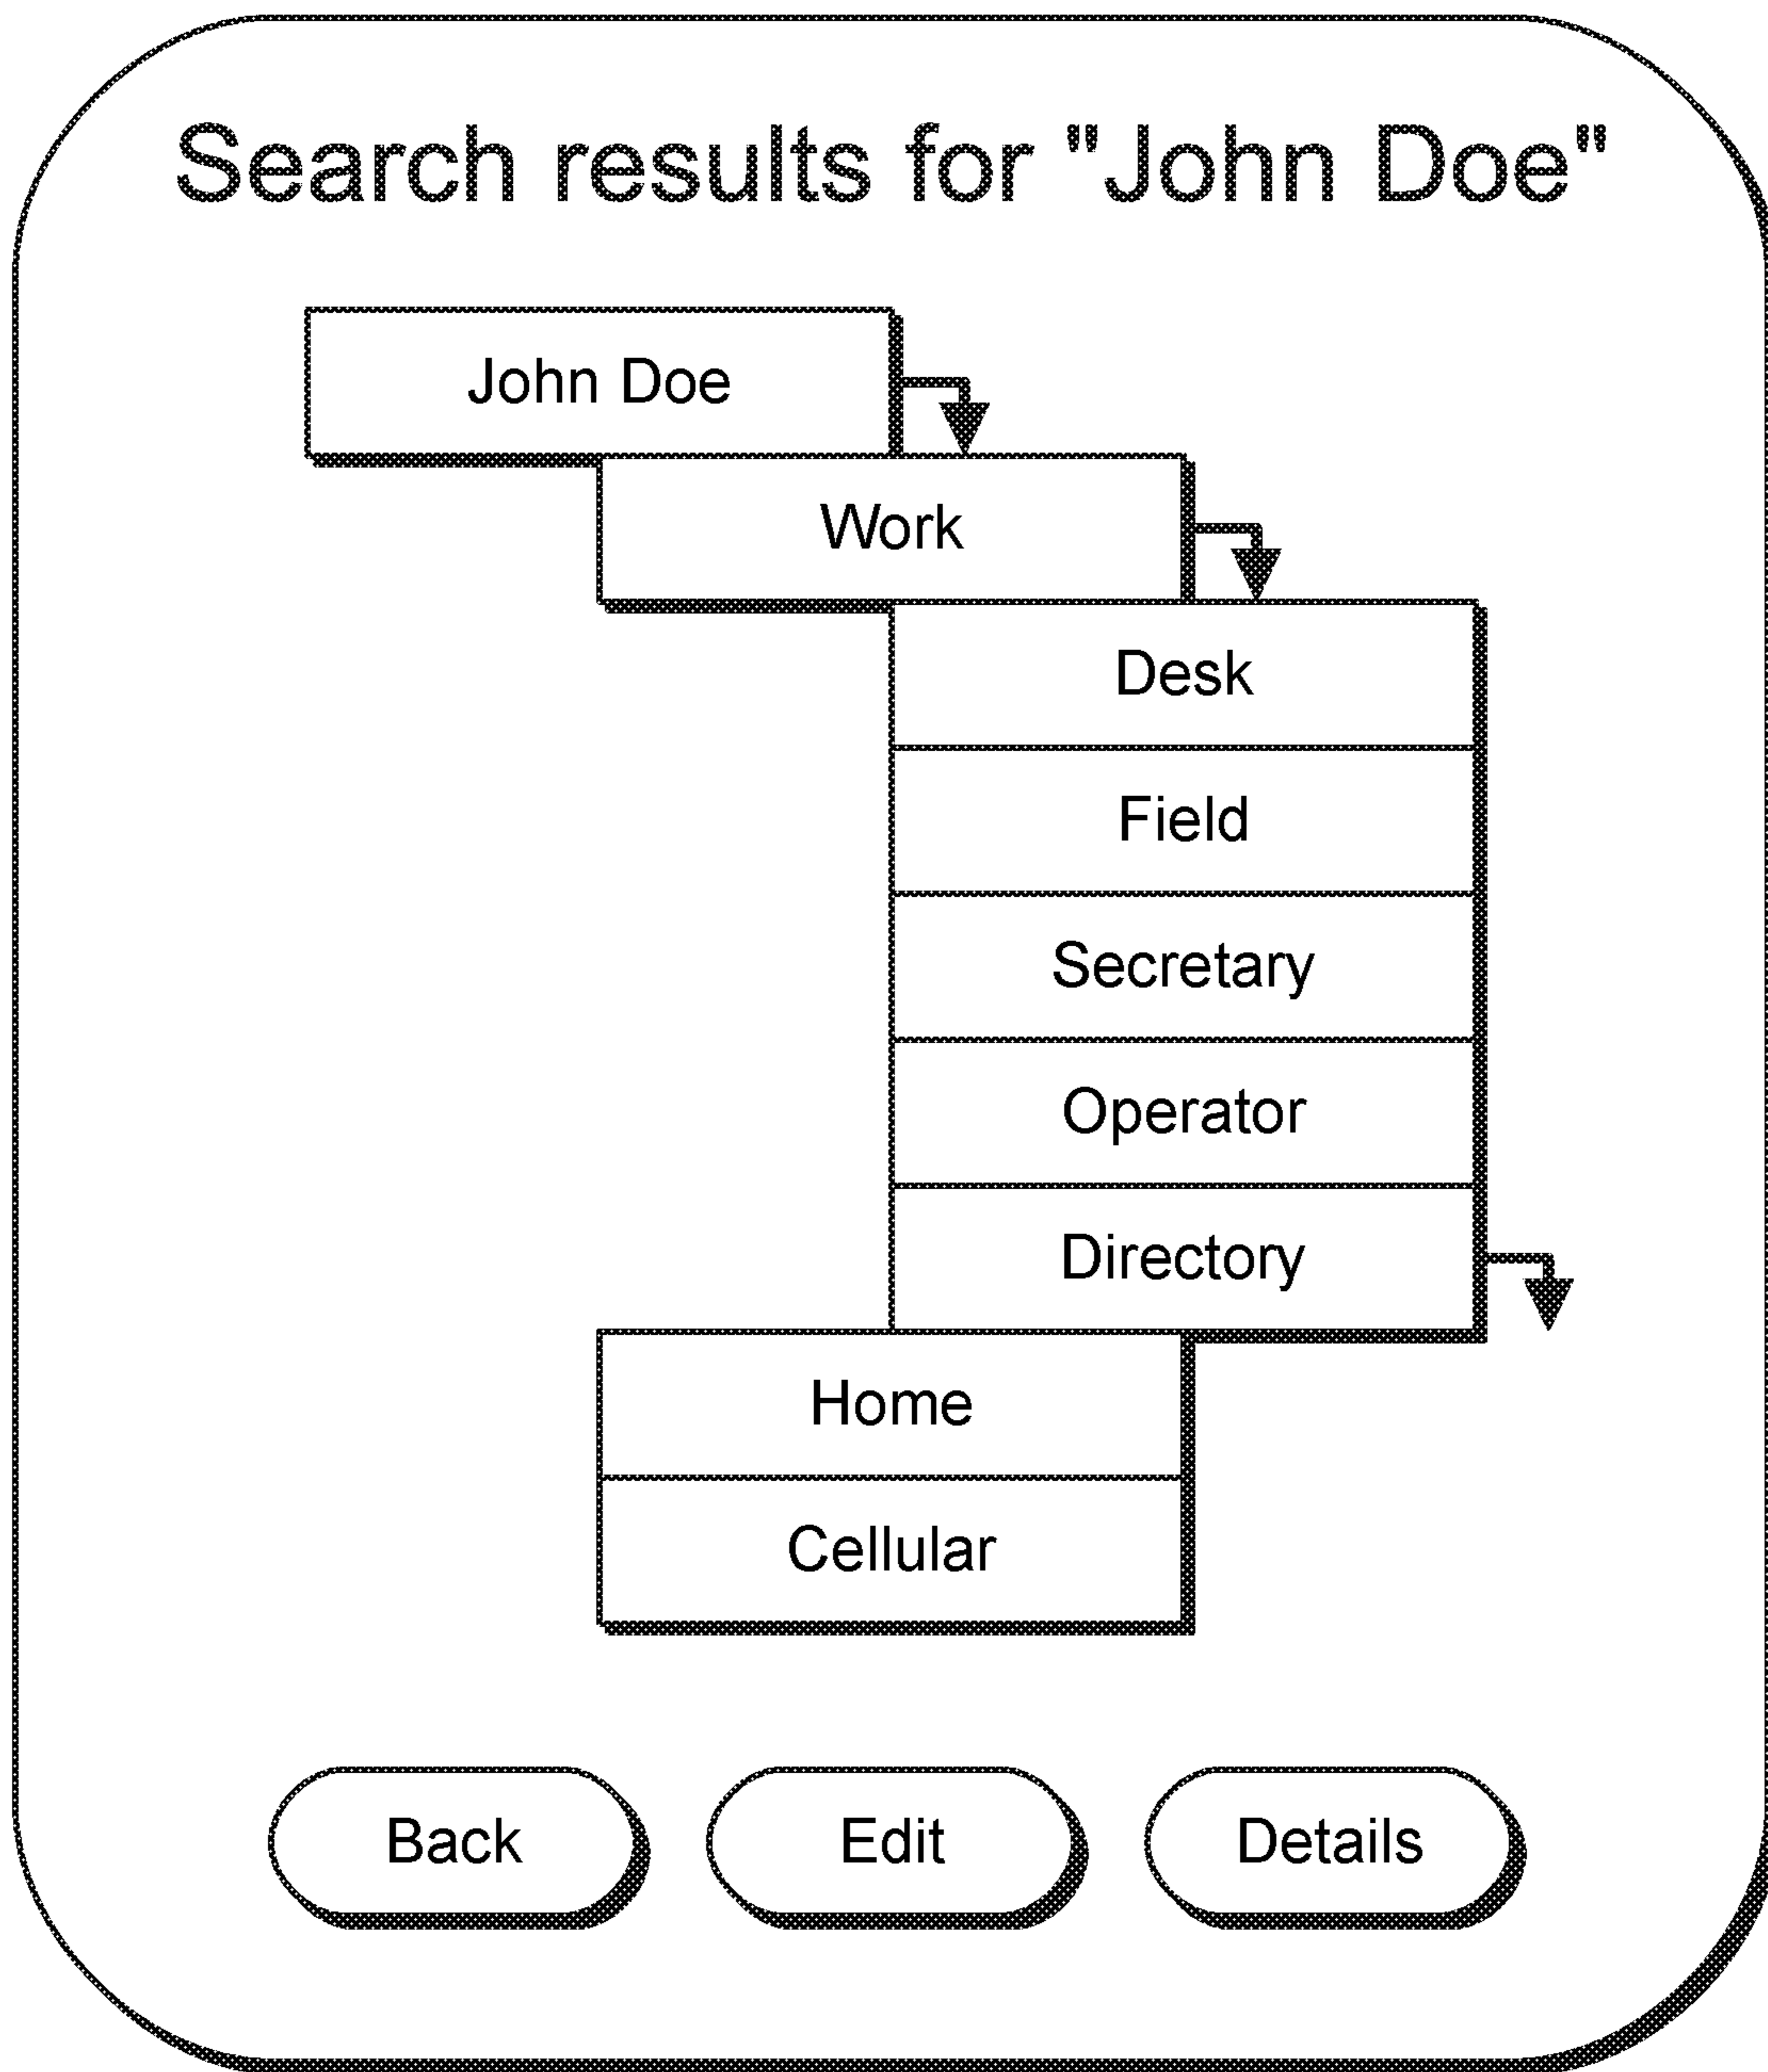 Search results for "John Doe"
John Doe
Work
Desk
Field
Secretary
Operator
Directory
Home
Cellular
Back Edit Details